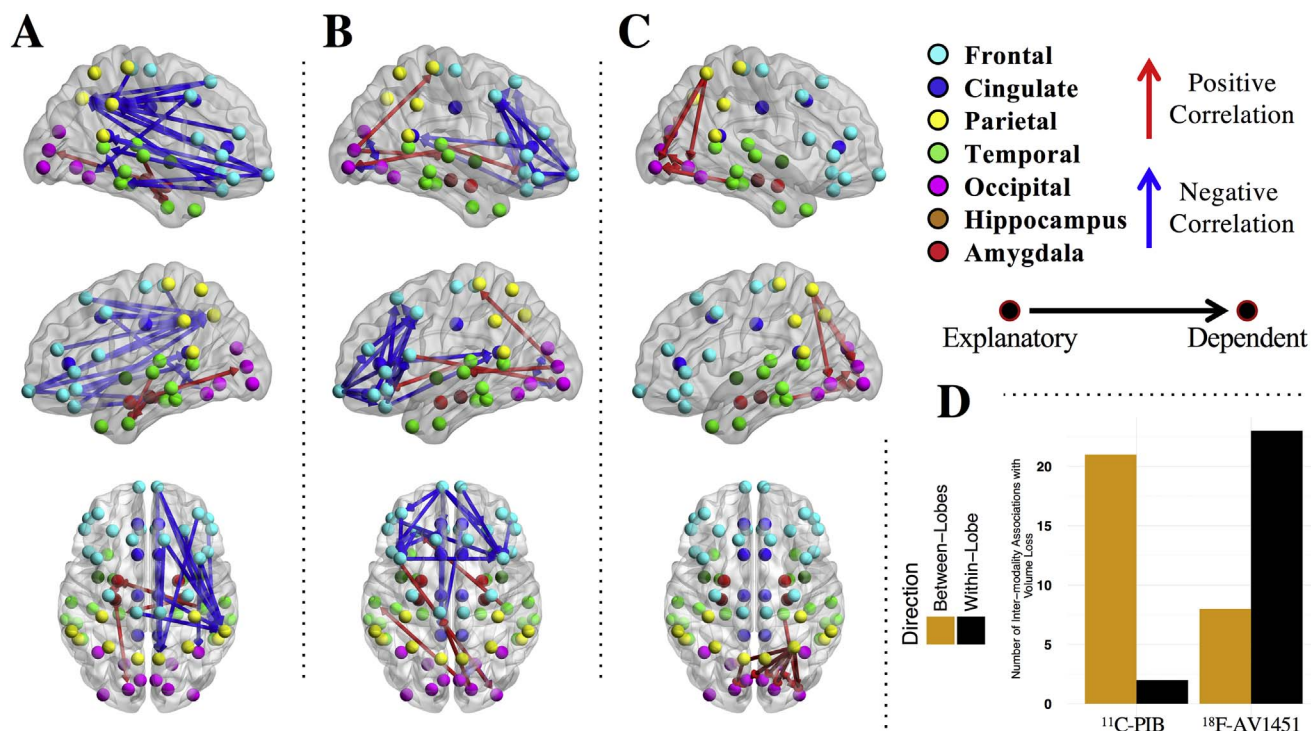 A
B
C
Frontal
Cingulate
Parietal
Temporal
Occipital
Hippocampus
Amygdala
Positive
Correlation
Negative
Correlation
Explanatory
Dependent
D
Direction
Between-Lobes
Within-Lobe
Number of Inter-modality Associations with
Volume Loss
20
15
10
5
0
¹¹C-PIB
¹⁸F-AV1451